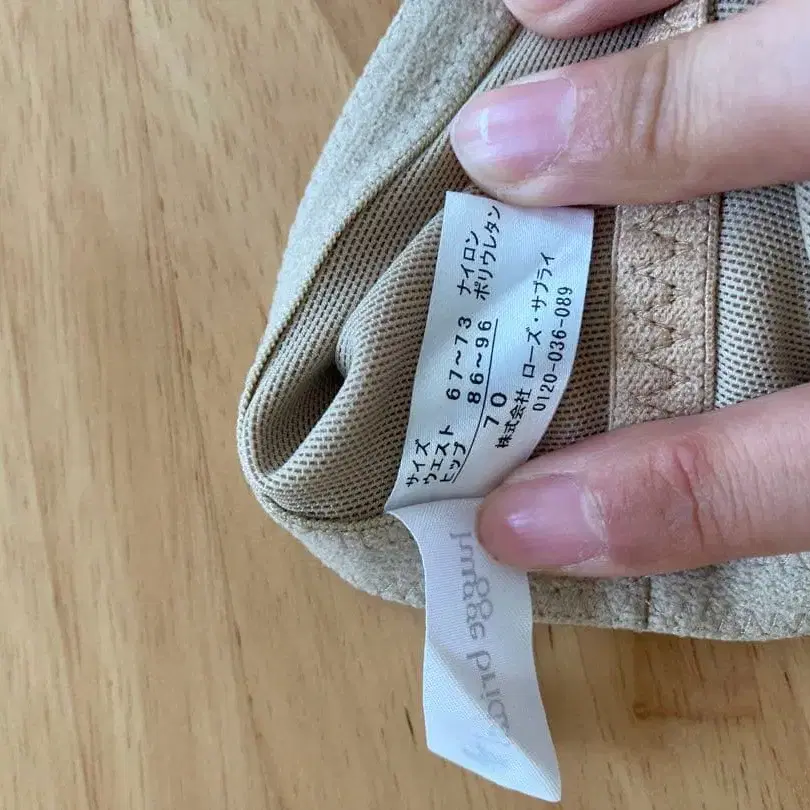 サイズ
ウエスト 67~73
ヒップ 86~96
70
ナイロン
ポリウレタン
株式会社 ローズ・サプライ
0120-036-089